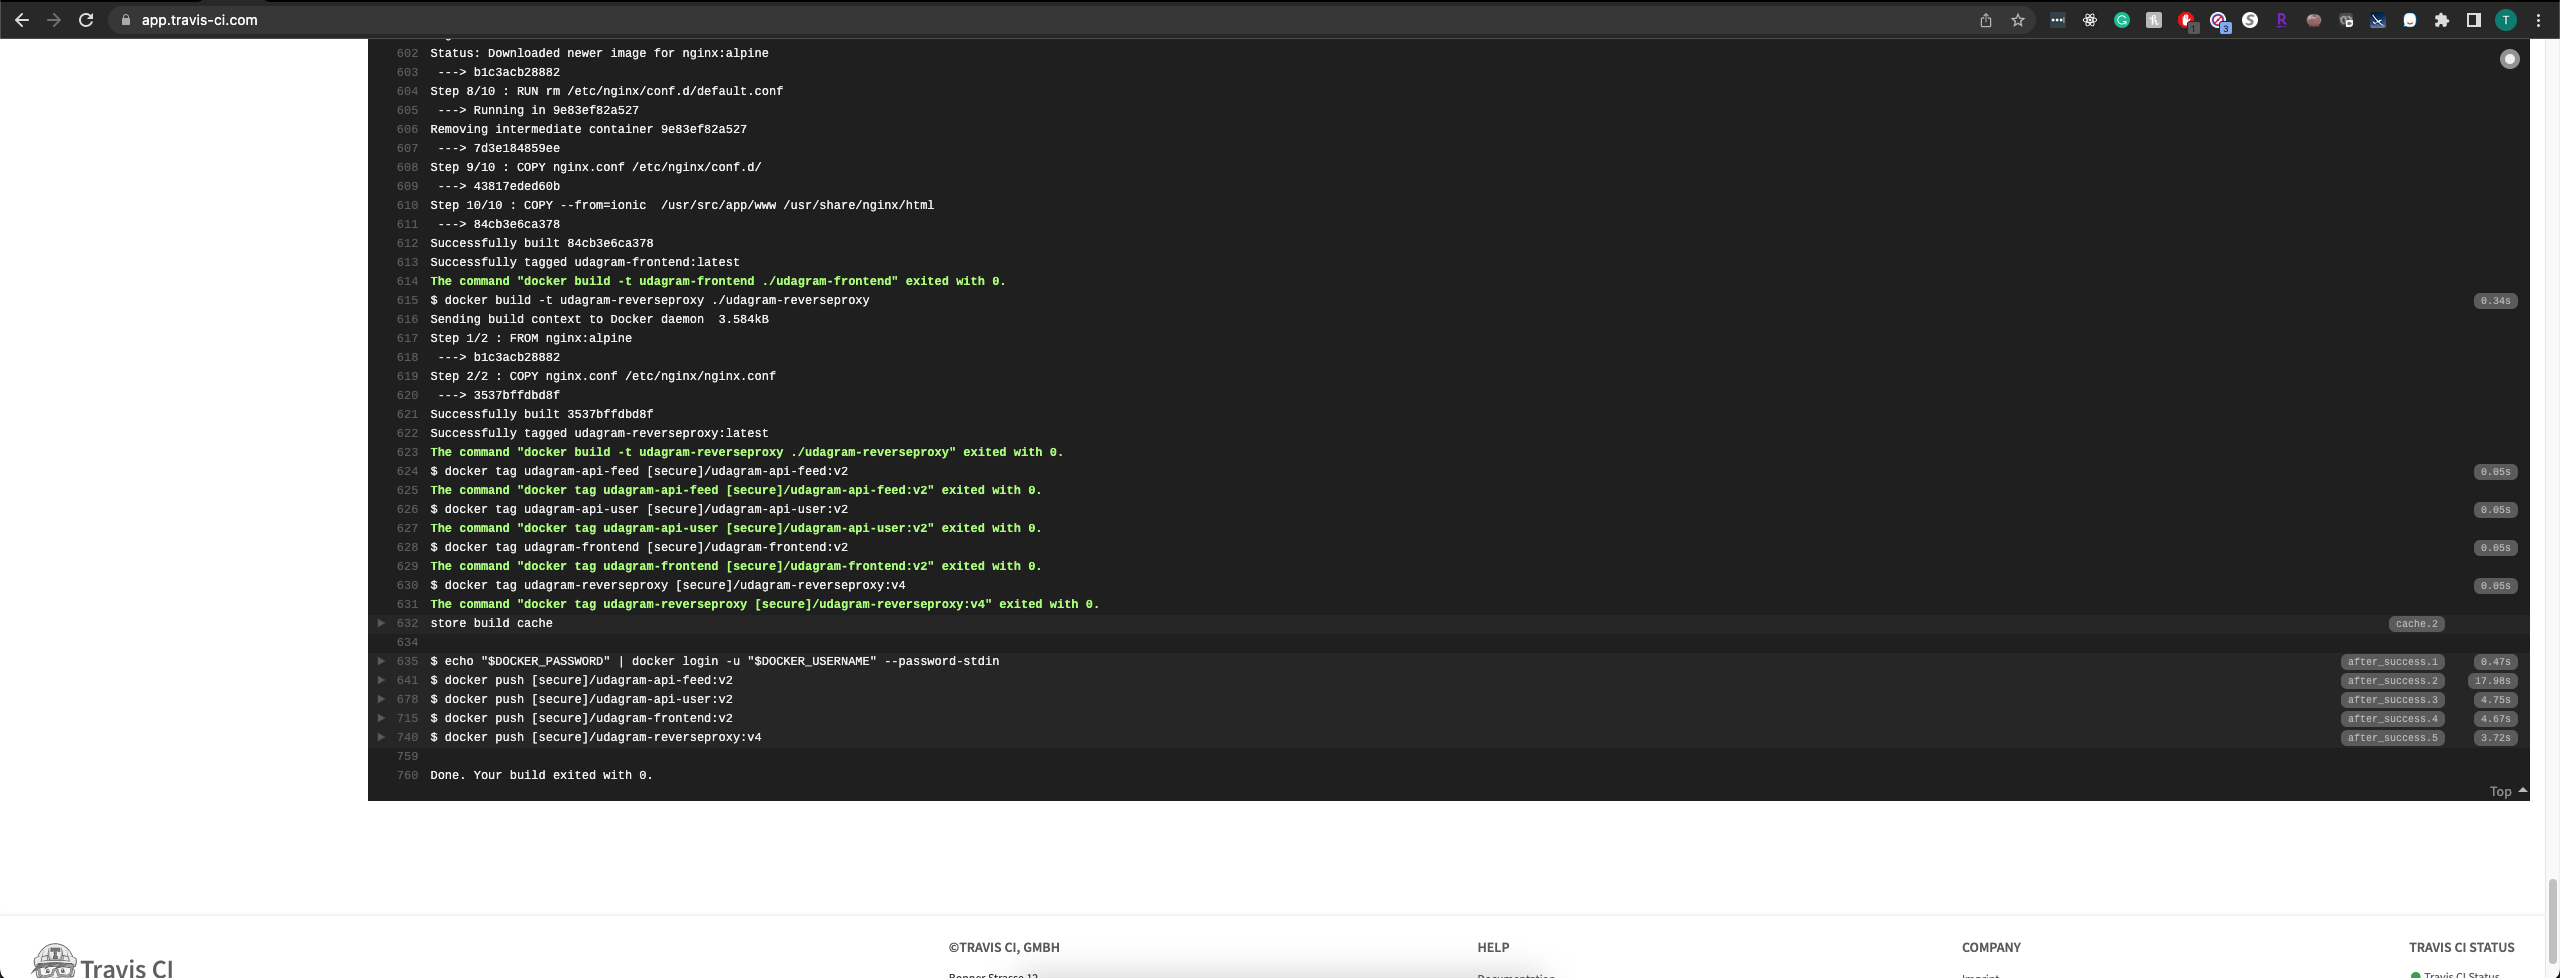 app.travis-ci.com
602 Status: Downloaded newer image for nginx:alpine
603 ---> b1c3acb28882
604 Step 8/10 : RUN rm /etc/nginx/conf.d/default.conf
605 ---> Running in 9e83ef82a527
606 Removing intermediate container 9e83ef82a527
607 ---> 7d3e184859ee
608 Step 9/10 : COPY nginx.conf /etc/nginx/conf.d/
609 ---> 43817eded60b
610 Step 10/10 : COPY --from=ionic  /usr/src/app/www /usr/share/nginx/html
611 ---> 84cb3e6ca378
612 Successfully built 84cb3e6ca378
613 Successfully tagged udagram-frontend:latest
614 The command "docker build -t udagram-frontend ./udagram-frontend" exited with 0.
615 $ docker build -t udagram-reverseproxy ./udagram-reverseproxy 0.34s
616 Sending build context to Docker daemon  3.584kB
617 Step 1/2 : FROM nginx:alpine
618 ---> b1c3acb28882
619 Step 2/2 : COPY nginx.conf /etc/nginx/nginx.conf
620 ---> 3537bffdbd8f
621 Successfully built 3537bffdbd8f
622 Successfully tagged udagram-reverseproxy:latest
623 The command "docker build -t udagram-reverseproxy ./udagram-reverseproxy" exited with 0.
624 $ docker tag udagram-api-feed [secure]/udagram-api-feed:v2 0.05s
625 The command "docker tag udagram-api-feed [secure]/udagram-api-feed:v2" exited with 0.
626 $ docker tag udagram-api-user [secure]/udagram-api-user:v2 0.05s
627 The command "docker tag udagram-api-user [secure]/udagram-api-user:v2" exited with 0.
628 $ docker tag udagram-frontend [secure]/udagram-frontend:v2 0.05s
629 The command "docker tag udagram-frontend [secure]/udagram-frontend:v2" exited with 0.
630 $ docker tag udagram-reverseproxy [secure]/udagram-reverseproxy:v4 0.05s
631 The command "docker tag udagram-reverseproxy [secure]/udagram-reverseproxy:v4" exited with 0.
632 store build cache cache.2
634
635 $ echo "$DOCKER_PASSWORD" | docker login -u "$DOCKER_USERNAME" --password-stdin after_success.1 0.47s
641 $ docker push [secure]/udagram-api-feed:v2 after_success.2 17.98s
678 $ docker push [secure]/udagram-api-user:v2 after_success.3 4.75s
715 $ docker push [secure]/udagram-frontend:v2 after_success.4 4.67s
740 $ docker push [secure]/udagram-reverseproxy:v4 after_success.5 3.72s
759
760 Done. Your build exited with 0.
Top
©TRAVIS CI, GMBH HELP COMPANY TRAVIS CI STATUS
Travis CI
Travis CI Status